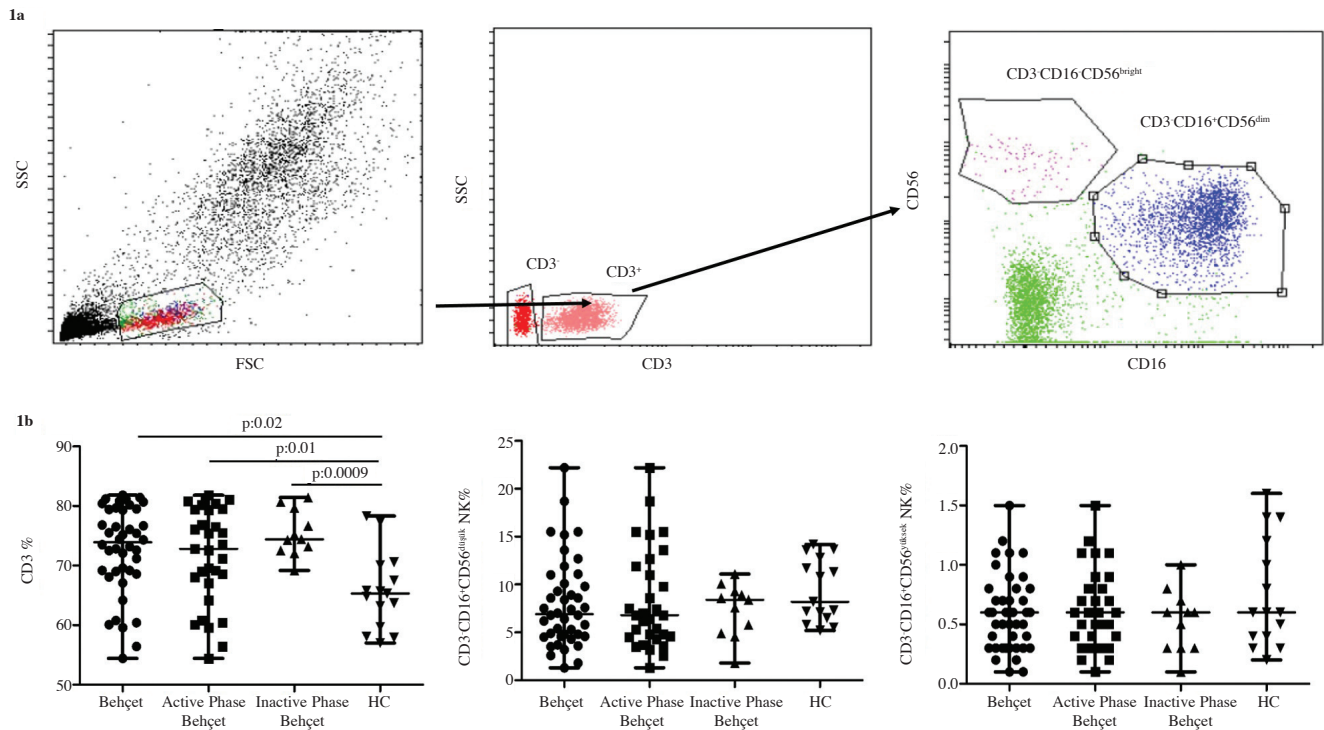 1a
SSC
FSC
SSC
CD3-
CD3+
CD3
CD56
CD3-CD16-CD56bright
CD3-CD16+CD56dim
CD16
1b
CD3 %
90
80
70
60
50
p:0.02
p:0.01
p:0.0009
Behçet
Active Phase
Behçet
Inactive Phase
Behçet
HC
CD3-CD16+CD56düşük NK%
25
20
15
10
5
0
Behçet
Active Phase
Behçet
Inactive Phase
Behçet
HC
CD3-CD16+CD56yüksek NK%
2.0
1.5
1.0
0.5
0.0
Behçet
Active Phase
Behçet
Inactive Phase
Behçet
HC